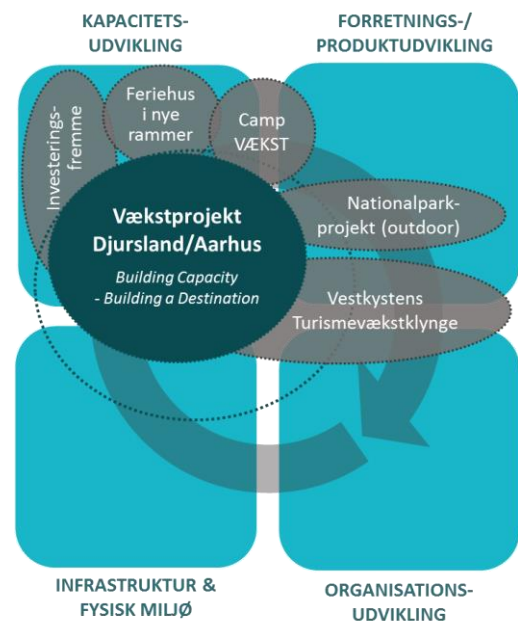 KAPACITETS-
UDVIKLING
FORRETNINGS-/
PRODUKTUDVIKLING
Investerings-
fremme
Feriehus
i nye
rammer
Camp
VÆKST
Vækstprojekt
Djursland/Aarhus
Building Capacity
- Building a Destination
Nationalpark-
projekt (outdoor)
Vestkystens
Turismevækstklynge
INFRASTRUKTUR &
FYSISK MILJØ
ORGANISATIONS-
UDVIKLING